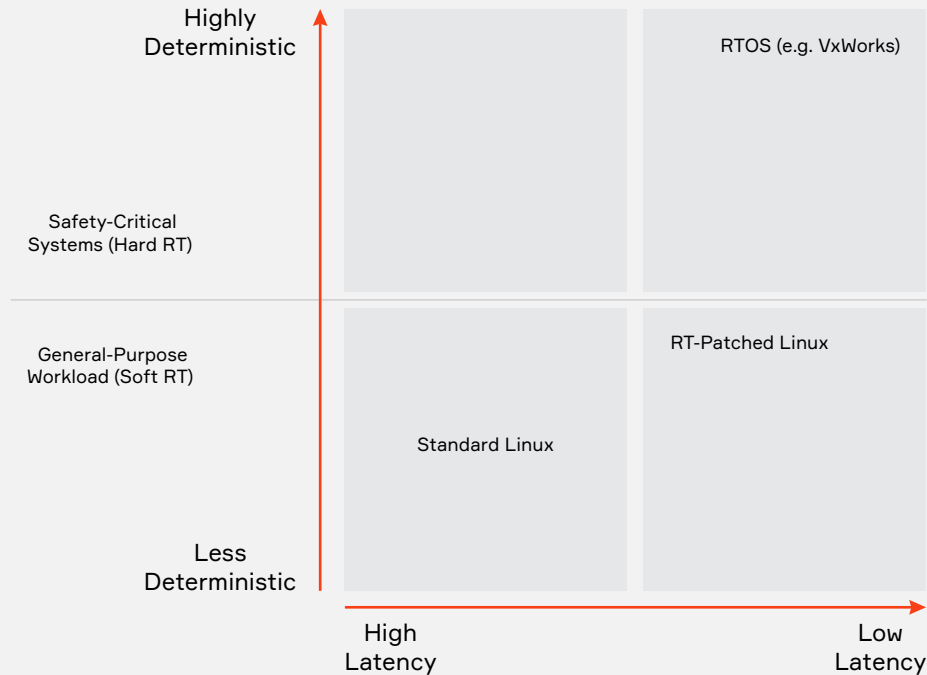 Highly
Deterministic
RTOS (e.g. VxWorks)
Safety-Critical
Systems (Hard RT)
General-Purpose
Workload (Soft RT)
RT-Patched Linux
Standard Linux
Less
Deterministic
High
Latency
Low
Latency